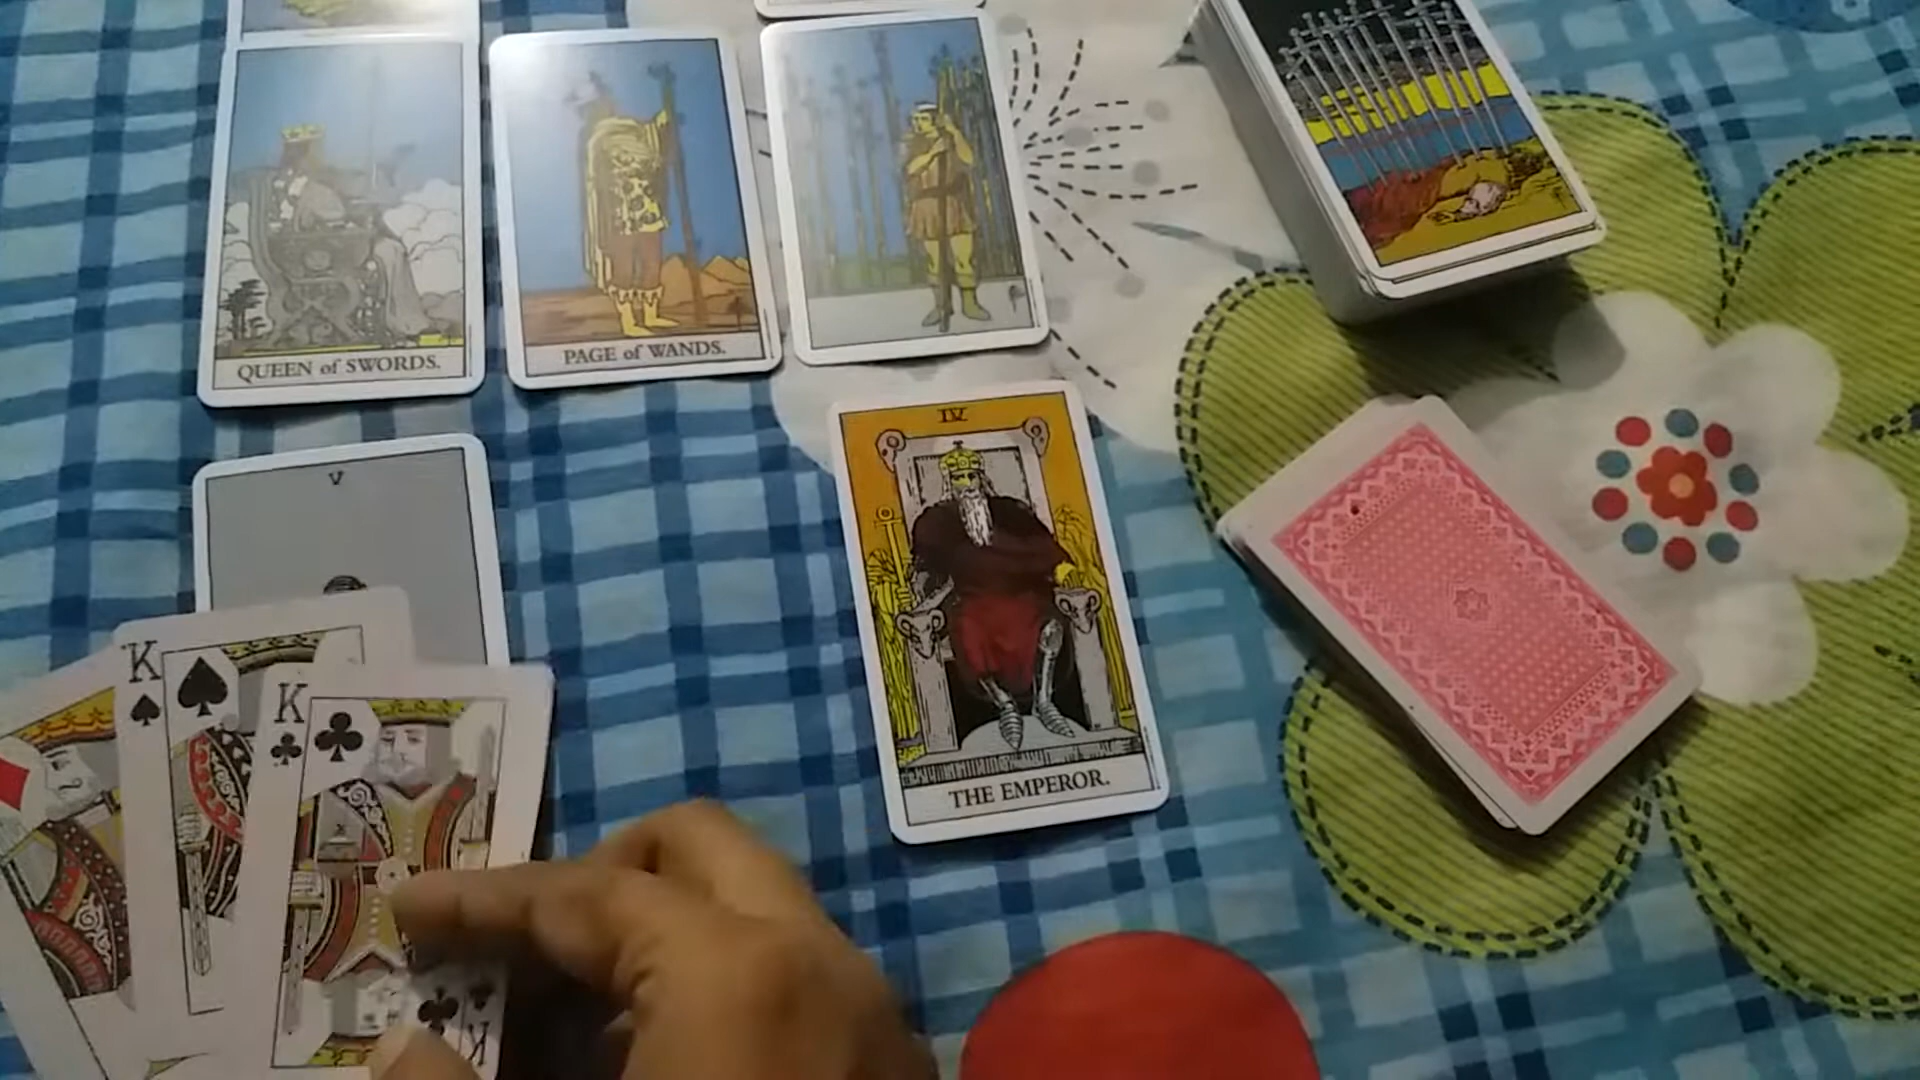 QUEEN of SWORDS.
PAGE of WANDS.
IV
THE EMPEROR.
V
K
K
K